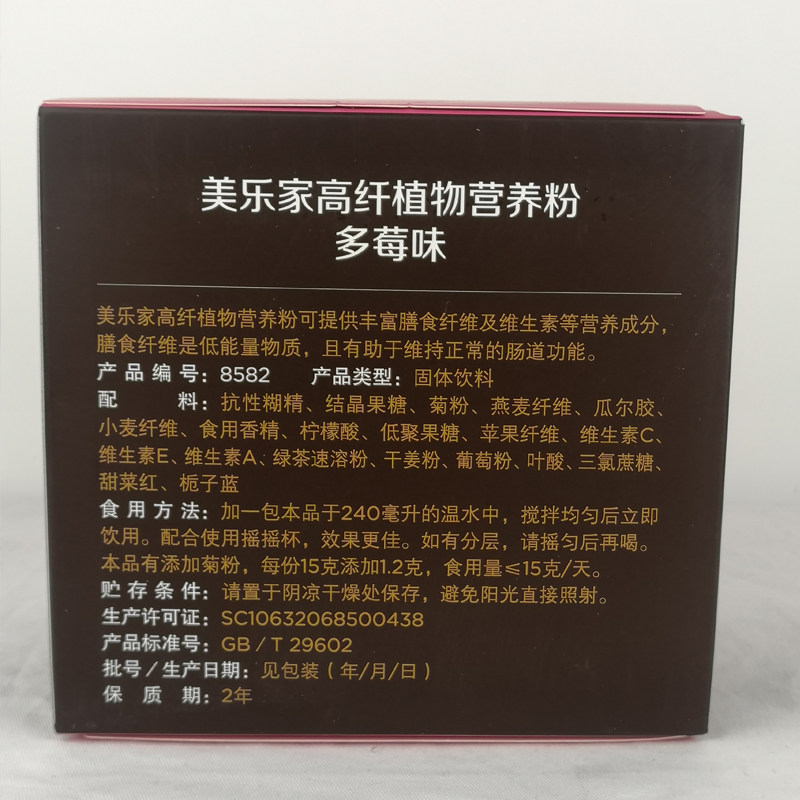 美乐家高纤植物营养粉
多莓味
美乐家高纤植物营养粉可提供丰富膳食纤维及维生素等营养成分，
膳食纤维是低能量物质，且有助于维持正常的肠道功能。
产品编号：8582 产品类型：固体饮料
配 料：抗性糊精、结晶果糖、菊粉、燕麦纤维、瓜尔胶、
小麦纤维、食用香精、柠檬酸、低聚果糖、苹果纤维、维生素C、
维生素E、维生素A、绿茶速溶粉、干姜粉、葡萄粉、叶酸、三氯蔗糖、
甜菜红、栀子蓝
食用方法：加一包本品于240毫升的温水中，搅拌均匀后立即
饮用。配合使用摇摇杯，效果更佳。如有分层，请摇匀后再喝。
本品有添加菊粉，每份15克添加1.2克，食用量≤15克/天。
贮存条件：请置于阴凉干燥处保存，避免阳光直接照射。
生产许可证：SC10632068500438
产品标准号：GB / T 29602
批号 / 生产日期：见包装（年/月/日）
保 质 期：2年